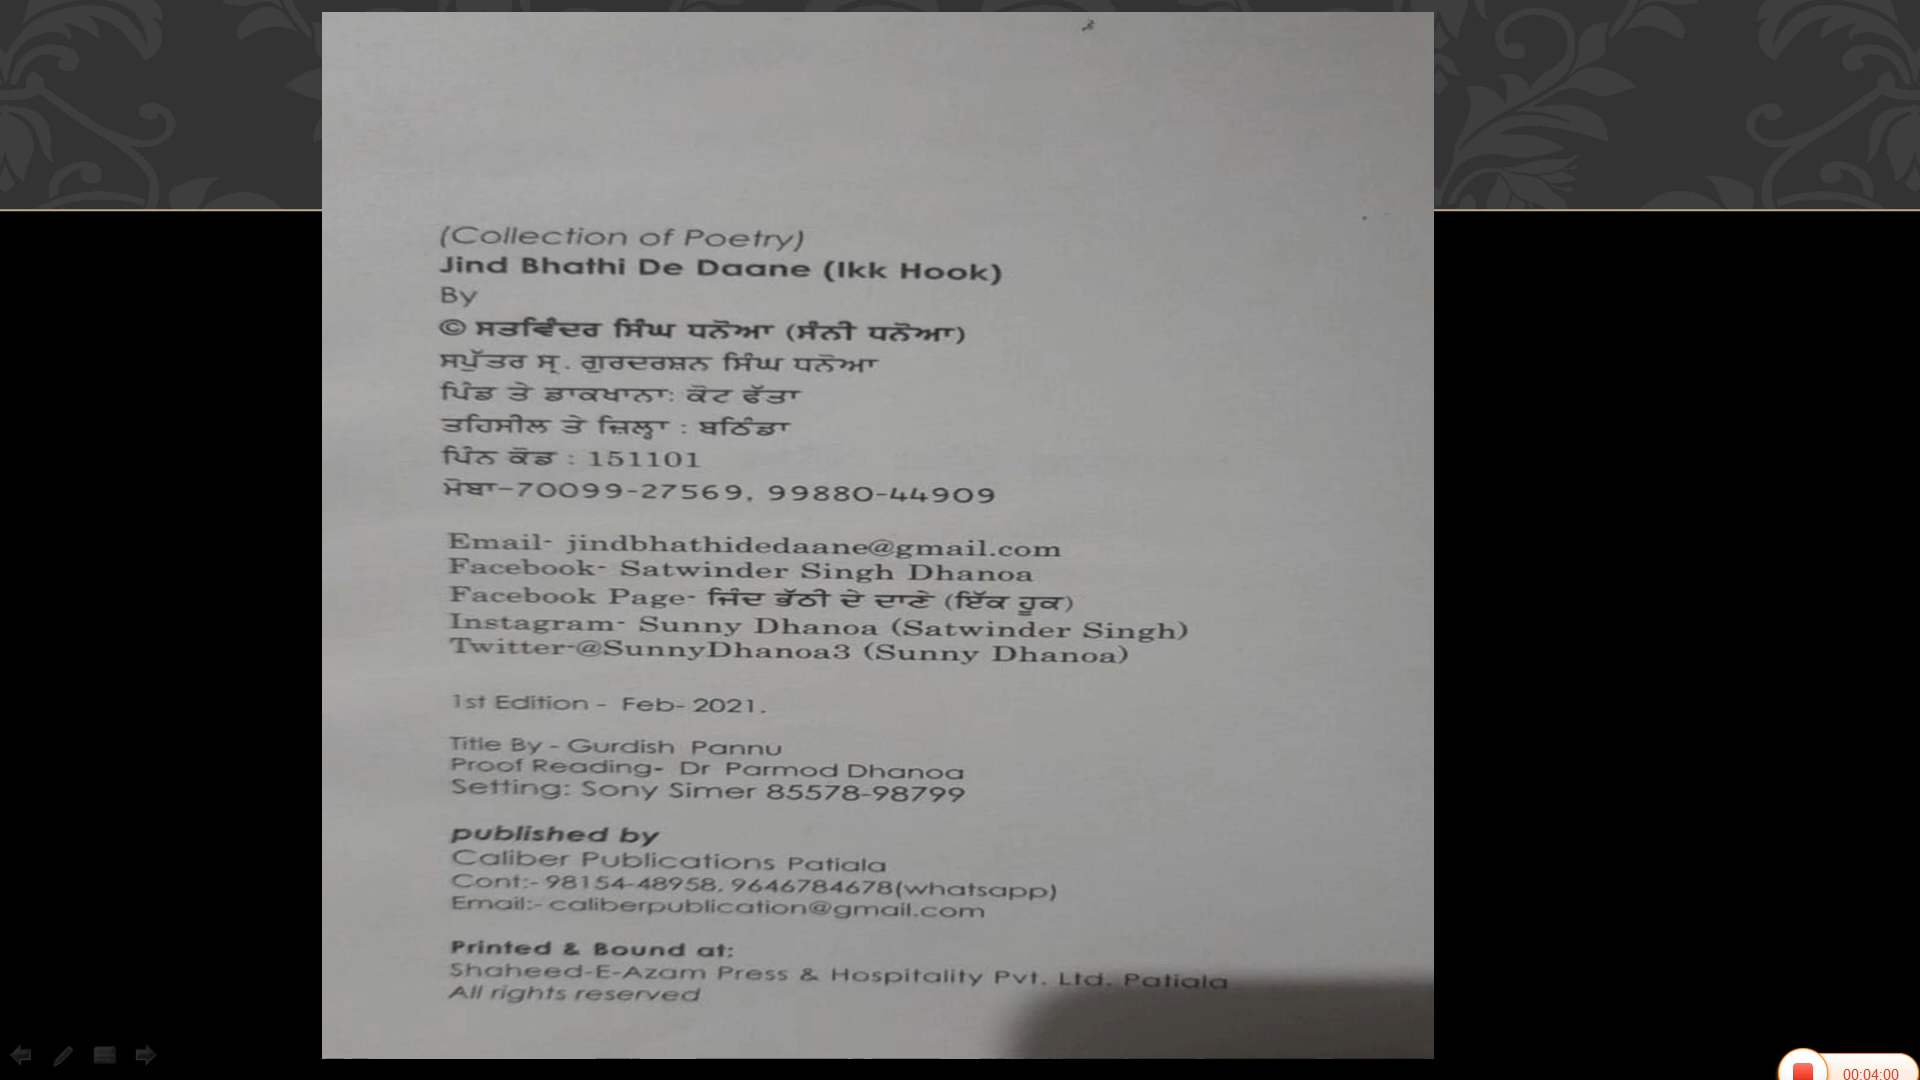 (Collection of Poetry)
Jind Bhathi De Daane (Ikk Hook)
By
© ਸਤਵਿੰਦਰ ਸਿੰਘ ਧਨੋਆ (ਸੰਨੀ ਧਨੋਆ)
ਸਪੁੱਤਰ ਸ੍ਰ. ਗੁਰਦਰਸ਼ਨ ਸਿੰਘ ਧਨੋਆ
ਪਿੰਡ ਤੇ ਡਾਕਖਾਨਾ: ਕੋਟ ਫੱਤਾ
ਤਹਿਸੀਲ ਤੇ ਜ਼ਿਲ੍ਹਾ : ਬਠਿੰਡਾ
ਪਿੰਨ ਕੋਡ : 151101
ਮੋਬਾ-70099-27569, 99880-44909
Email- jindbhathidedaane@gmail.com
Facebook- Satwinder Singh Dhanoa
Facebook Page- ਜਿੰਦ ਭੱਠੀ ਦੇ ਦਾਣੇ (ਇੱਕ ਹੂਕ)
Instagram- Sunny Dhanoa (Satwinder Singh)
Twitter-@SunnyDhanoa3 (Sunny Dhanoa)
1st Edition - Feb- 2021.
Title By - Gurdish Pannu
Proof Reading- Dr Parmod Dhanoa
Setting: Sony Simer 85578-98799
published by
Caliber Publications Patiala
Cont:- 98154-48958, 9646784678(whatsapp)
Email:- caliberpublication@gmail.com
Printed & Bound at:
Shaheed-E-Azam Press & Hospitality Pvt. Ltd. Patiala
All rights reserved
00:04:00